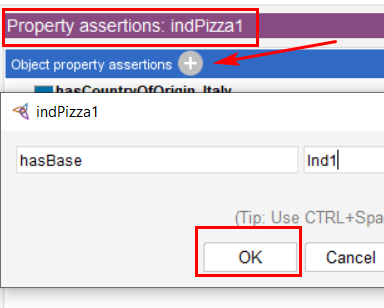 Property assertions: indPizza1
Object property assertions
hasCountryOfOrigin Italy
indPizza1
hasBase
Ind1
(Tip: Use CTRL+Spa
OK
Cancel